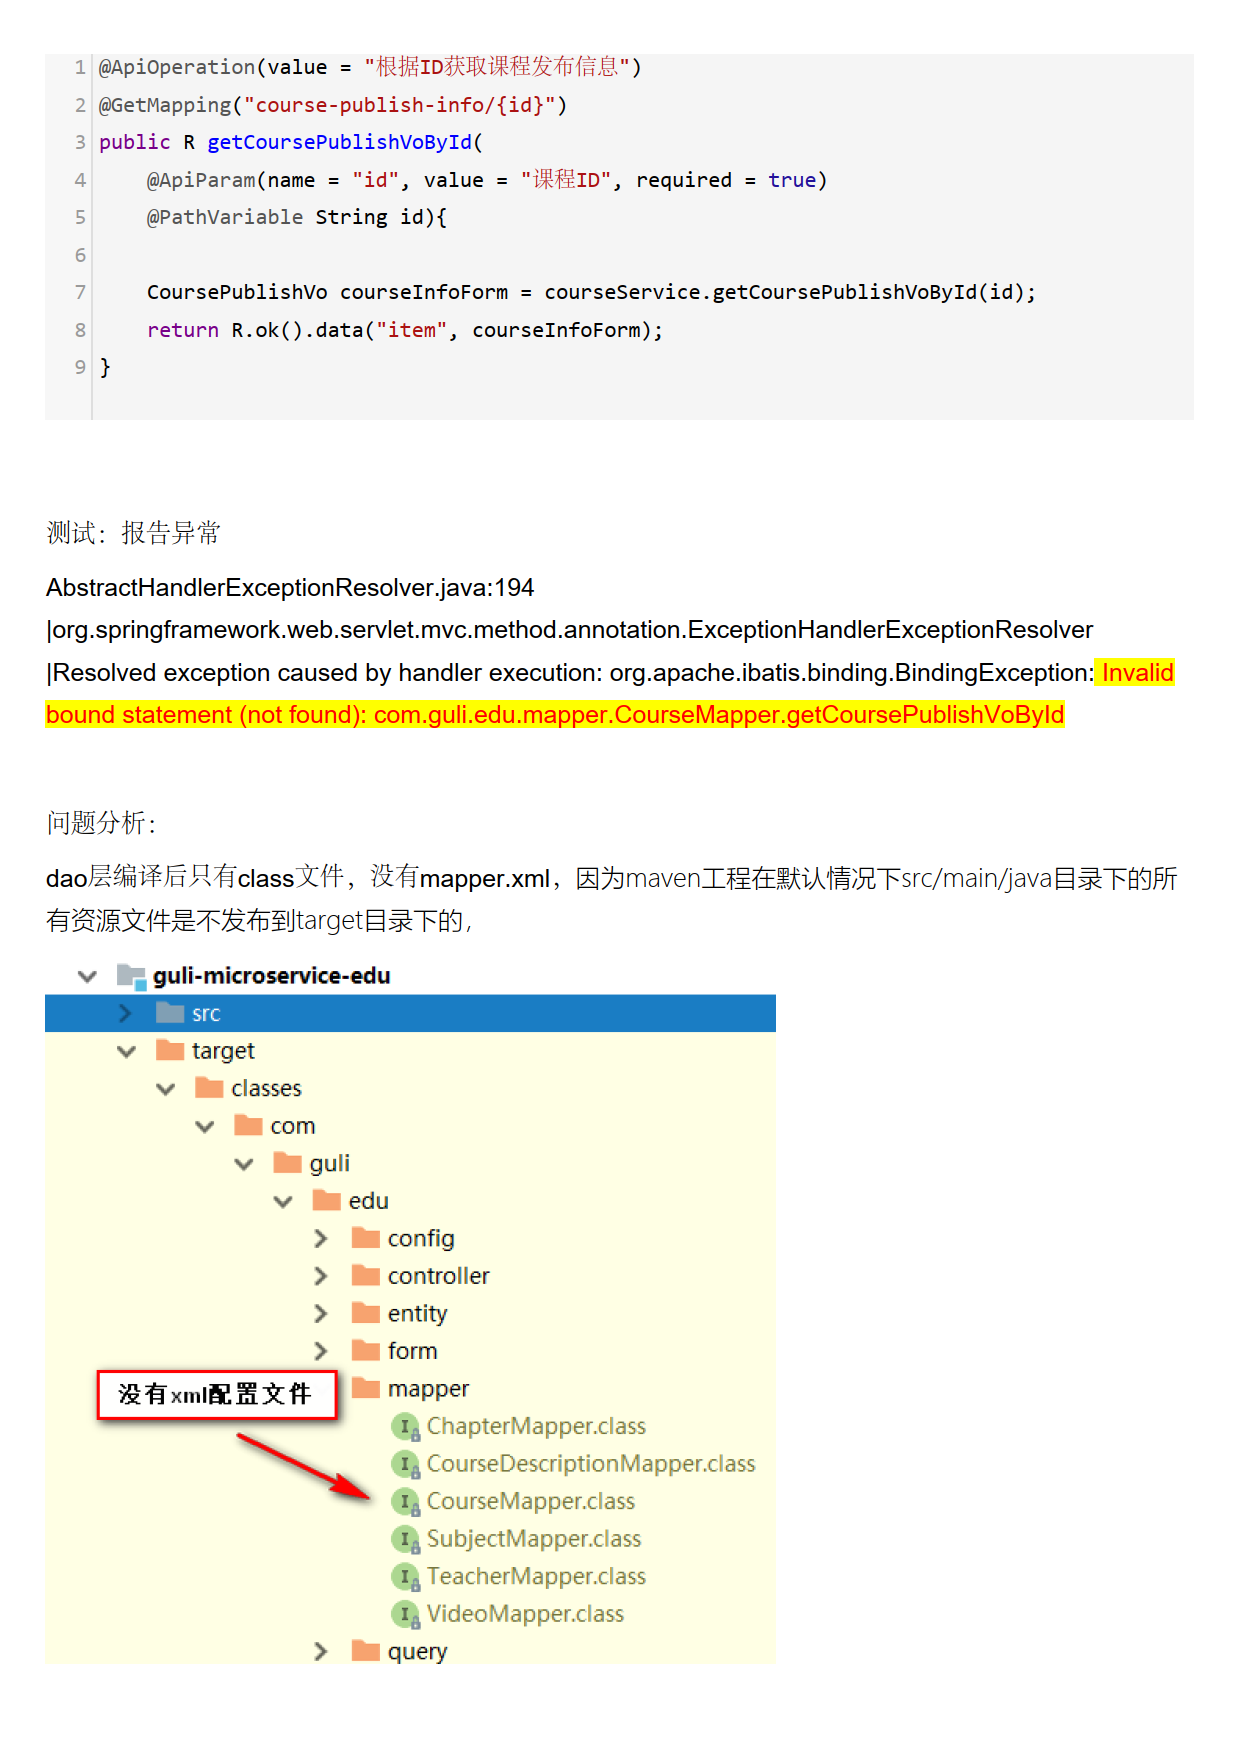 1 @ApiOperation(value = "根据ID获取课程发布信息")
2 @GetMapping("course-publish-info/{id}")
3 public R getCoursePublishVoById(
4     @ApiParam(name = "id", value = "课程ID", required = true)
5     @PathVariable String id){
6
7     CoursePublishVo courseInfoForm = courseService.getCoursePublishVoById(id);
8     return R.ok().data("item", courseInfoForm);
9 }
测试：报告异常
AbstractHandlerExceptionResolver.java:194
|org.springframework.web.servlet.mvc.method.annotation.ExceptionHandlerExceptionResolver
|Resolved exception caused by handler execution: org.apache.ibatis.binding.BindingException: Invalid
bound statement (not found): com.guli.edu.mapper.CourseMapper.getCoursePublishVoById
问题分析：
dao层编译后只有class文件，没有mapper.xml，因为maven工程在默认情况下src/main/java目录下的所
有资源文件是不发布到target目录下的，
guli-microservice-edu
src
target
classes
com
guli
edu
config
controller
entity
form
没有xml配置文件
mapper
ChapterMapper.class
CourseDescriptionMapper.class
CourseMapper.class
SubjectMapper.class
TeacherMapper.class
VideoMapper.class
query